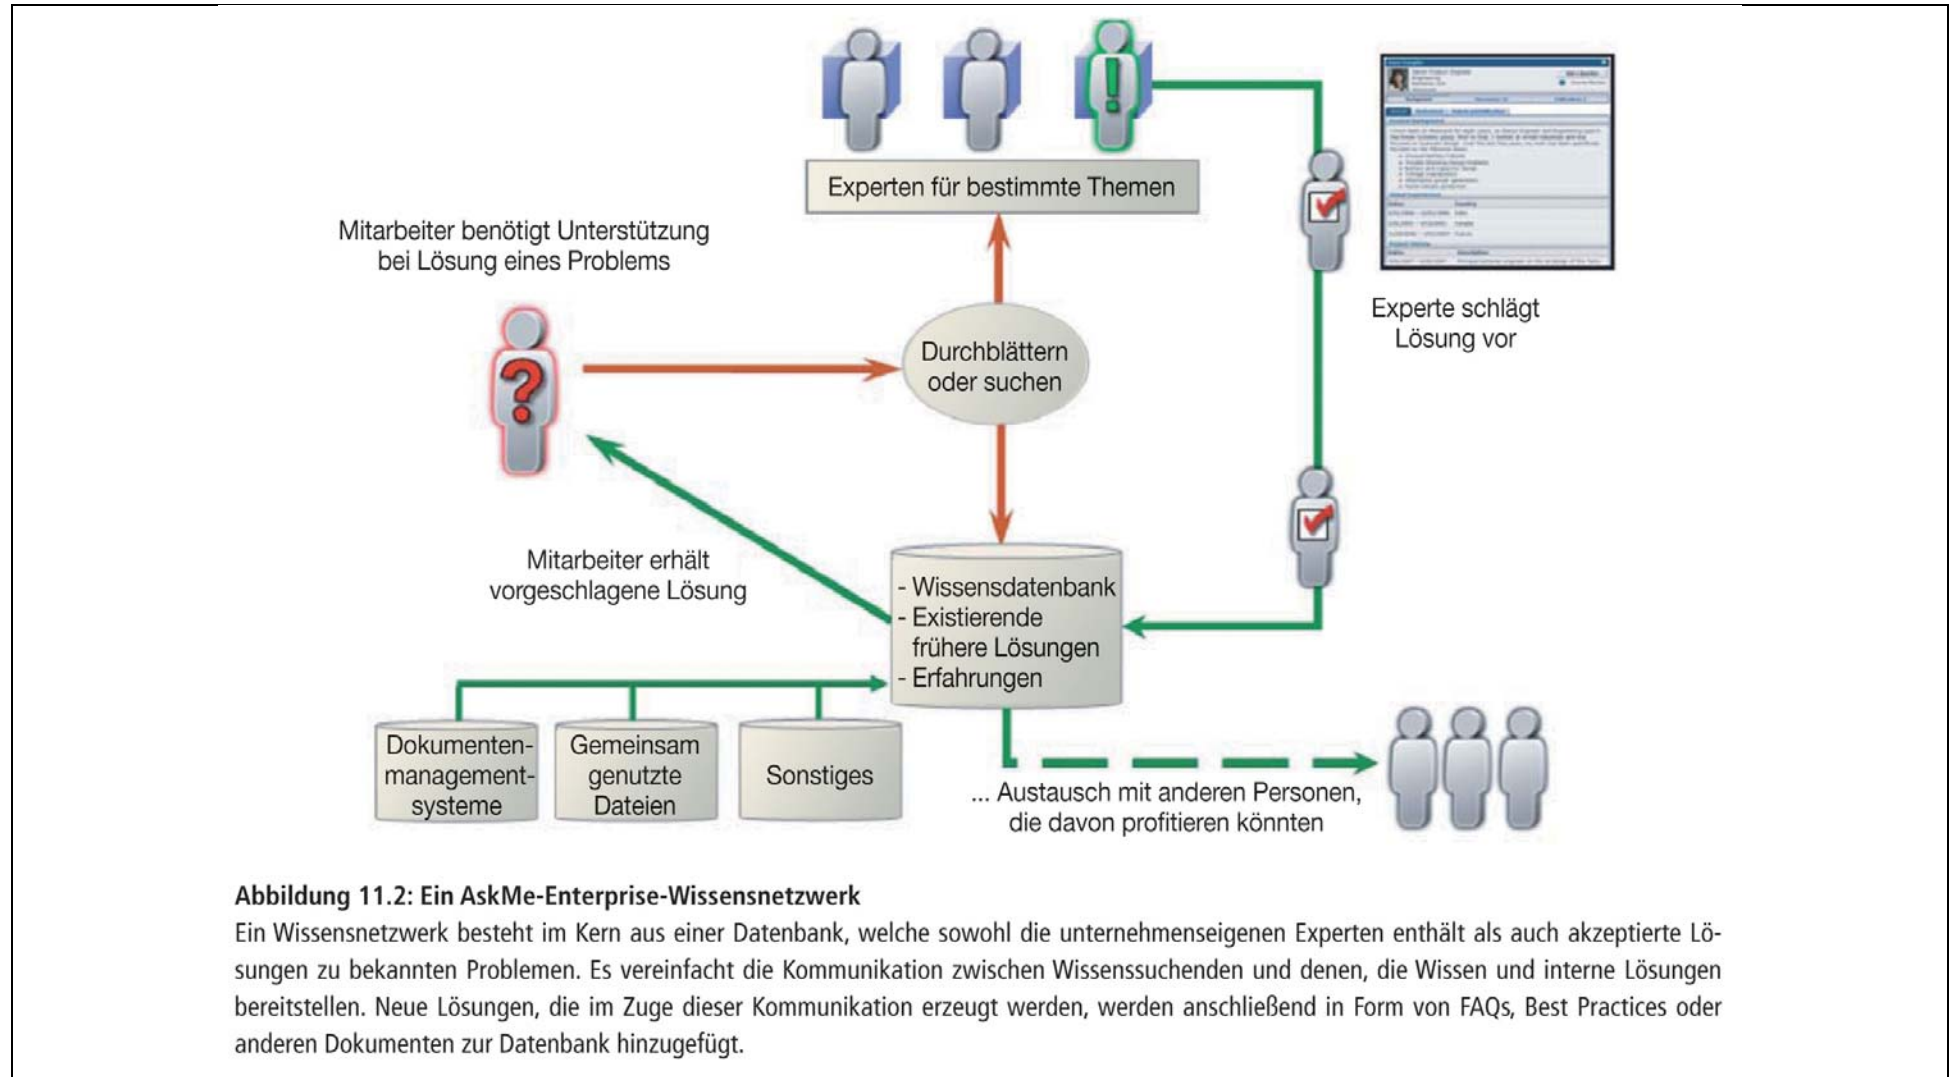 Experten für bestimmte Themen
Mitarbeiter benötigt Unterstützung
bei Lösung eines Problems
?
!
Durchblättern
oder suchen
Experte schlägt
Lösung vor
Mitarbeiter erhält
vorgeschlagene Lösung
- Wissensdatenbank
- Existierende
frühere Lösungen
- Erfahrungen
Dokumenten-
management-
systeme
Gemeinsam
genutzte
Dateien
Sonstiges
... Austausch mit anderen Personen,
die davon profitieren könnten
Abbildung 11.2: Ein AskMe-Enterprise-Wissensnetzwerk
Ein Wissensnetzwerk besteht im Kern aus einer Datenbank, welche sowohl die unternehmenseigenen Experten enthält als auch akzeptierte Lö-
sungen zu bekannten Problemen. Es vereinfacht die Kommunikation zwischen Wissenssuchenden und denen, die Wissen und interne Lösungen
bereitstellen. Neue Lösungen, die im Zuge dieser Kommunikation erzeugt werden, werden anschließend in Form von FAQs, Best Practices oder
anderen Dokumenten zur Datenbank hinzugefügt.